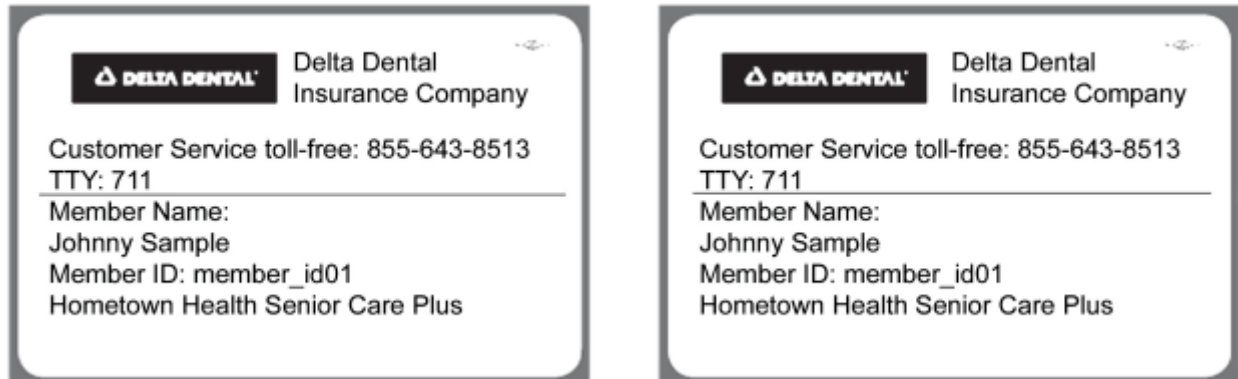 DELTA DENTAL
Delta Dental
Insurance Company
Customer Service toll-free: 855-643-8513
TTY: 711
Member Name:
Johnny Sample
Member ID: member_id01
Hometown Health Senior Care Plus
DELTA DENTAL
Delta Dental
Insurance Company
Customer Service toll-free: 855-643-8513
TTY: 711
Member Name:
Johnny Sample
Member ID: member_id01
Hometown Health Senior Care Plus